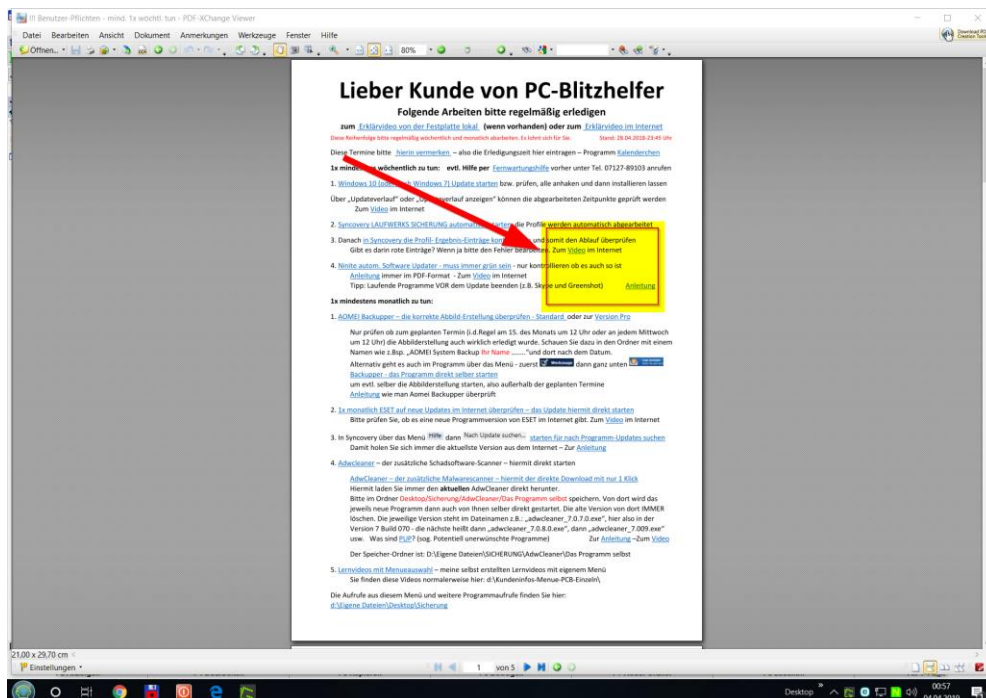 !!! Benutzer-Pflichten - mind. 1x wöchtl. tun - PDF-XChange Viewer
Datei Bearbeiten Ansicht Dokument Anmerkungen Werkzeuge Fenster Hilfe
Öffnen... 80%
Lieber Kunde von PC-Blitzhelfer
Folgende Arbeiten bitte regelmäßig erledigen
zum Erklärvideo von der Festplatte lokal (wenn vorhanden) oder zum Erklärvideo im Internet
Diese Reihenfolge bitte regelmäßig wöchentlich und monatlich abarbeiten. Es lohnt sich für Sie. Stand: 28.04.2018-23:45 Uhr
Diese Termine bitte hierin vermerken – also die Erledigungszeit hier eintragen – Programm Kalenderchen
1x mindestens wöchentlich zu tun: evtl. Hilfe per Fernwartungshilfe vorher unter Tel. 07127-89103 anrufen
1. Windows 10 Windows 7) Update starten bzw. prüfen, alle anhaken und dann installieren lassen
Über „Updateverlauf“ oder anzeigen“ können die abgearbeiteten Zeitpunkte geprüft werden
Zum Video im Internet
2. Syncovery LAUFWERKS SICHERUNG die Profile werden automatisch abgearbeitet
3. Danach in Syncovery die Profil- Ergebnis-Einträge und somit den Ablauf überprüfen
Gibt es darin rote Einträge? Wenn ja bitte den Fehler bearbeiten. Zum Video im Internet
4. Ninite autom. Software Updater - muss immer grün sein - nur kontrollieren ob es auch so ist
Anleitung immer im PDF-Format - Zum Video im Internet
Tipp: Laufende Programme VOR dem Update beenden (z.B. Skype und Greenshot) Anleitung
1x mindestens monatlich zu tun:
1. AOMEI Backupper – die korrekte Abbild-Erstellung überprüfen - Standard oder zur Version Pro
Nur prüfen ob zum geplanten Termin (i.d.Regel am 15. des Monats um 12 Uhr oder an jedem Mittwoch
um 12 Uhr) die Abbilderstellung auch wirklich erledigt wurde. Schauen Sie dazu in den Ordner mit einem
Namen wie z.Bsp. „AOMEI System Backup Ihr Name ........“und dort nach dem Datum.
Alternativ geht es auch im Programm über das Menü - zuerst Werkzeuge dann ganz unten
Backupper - das Programm direkt selber starten
um evtl. selber die Abbilderstellung starten, also außerhalb der geplanten Termine
Anleitung wie man Aomei Backupper überprüft
2. 1x monatlich ESET auf neue Updates im Internet überprüfen – das Update hiermit direkt starten
Bitte prüfen Sie, ob es eine neue Programmversion von ESET im Internet gibt. Zum Video im Internet
3. In Syncovery über das Menü Hilfe dann Nach Update suchen... starten für nach Programm-Updates suchen
Damit holen Sie sich immer die aktuellste Version aus dem Internet – Zur Anleitung
4. Adwcleaner – der zusätzliche Schadsoftware-Scanner – hiermit direkt starten
AdwCleaner – der zusätzliche Malwarescanner – hiermit der direkte Download mit nur 1 Klick
Hiermit laden Sie immer den aktuellen AdwCleaner direkt herunter.
Bitte im Ordner Desktop/Sicherung/AdwCleaner/Das Programm selbst speichern. Von dort wird das
jeweils neue Programm dann auch von Ihnen selber direkt gestartet. Die alte Version von dort IMMER
löschen. Die jeweilige Version steht im Dateinamen z.B.: „adwcleaner_7.0.7.0.exe“, hier also in der
Version 7 Build 070 - die nächste heißt dann „adwcleaner_7.0.8.0.exe“, dann „adwcleaner_7.009.exe“
usw. Was sind PUP? (sog. Potentiell unerwünschte Programme) Zur Anleitung –Zum Video
Der Speicher-Ordner ist: D:\Eigene Dateien\SICHERUNG\AdwCleaner\Das Programm selbst
5. Lernvideos mit Menueauswahl – meine selbst erstellten Lernvideos mit eigenem Menü
Sie finden diese Videos normalerweise hier: d:\Kundeninfos-Menue-PCB-Einzeln\
Die Aufrufe aus diesem Menü und weitere Programmaufrufe finden Sie hier:
d:\Eigene Dateien\Desktop\Sicherung
21,00 x 29,70 cm
Einstellungen
1 von 5
Desktop 00:57
04.04.2019